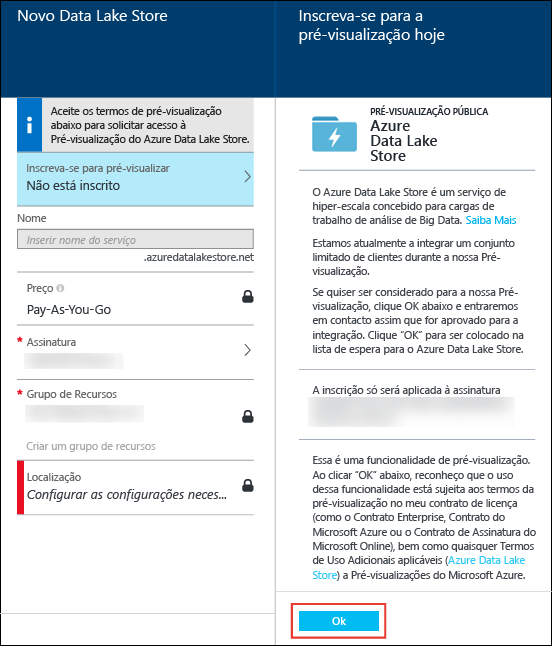 Novo Data Lake Store
Aceite os termos de pré-visualização
abaixo para solicitar acesso à
Pré-visualização do Azure Data Lake Store.
Inscreva-se para pré-visualizar
Não está inscrito
Nome
Inserir nome do serviço
.azuredatalakestore.net
Preço
Pay-As-You-Go
* Assinatura
* Grupo de Recursos
Criar um grupo de recursos
Localização
Configurar as configurações neces...
Inscreva-se para a
pré-visualização hoje
PRÉ-VISUALIZAÇÃO PÚBLICA
Azure
Data Lake
Store
O Azure Data Lake Store é um serviço de
hiper-escala concebido para cargas de
trabalho de análise de Big Data. Saiba Mais
Estamos atualmente a integrar um conjunto
limitado de clientes durante a nossa Pré-
visualização.
Se quiser ser considerado para a nossa Pré-
visualização, clique OK abaixo e entraremos
em contacto assim que for aprovado para a
integração. Clique "OK" para ser colocado na
lista de espera para o Azure Data Lake Store.
A inscrição só será aplicada à assinatura
Essa é uma funcionalidade de pré-visualização.
Ao clicar "OK" abaixo, reconheço que o uso
dessa funcionalidade está sujeita aos termos da
pré-visualização no meu contrato de licença
(como o Contrato Enterprise, Contrato do
Microsoft Azure ou o Contrato de Assinatura do
Microsoft Online), bem como quaisquer Termos
de Uso Adicionais aplicáveis (Azure Data Lake
Store) a Pré-visualizações do Microsoft Azure.
Ok